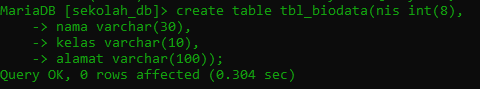 MariaDB [sekolah_db]> create table tbl_biodata(nis int(8),
    -> nama varchar(30),
    -> kelas varchar(10),
    -> alamat varchar(100));
Query OK, 0 rows affected (0.304 sec)